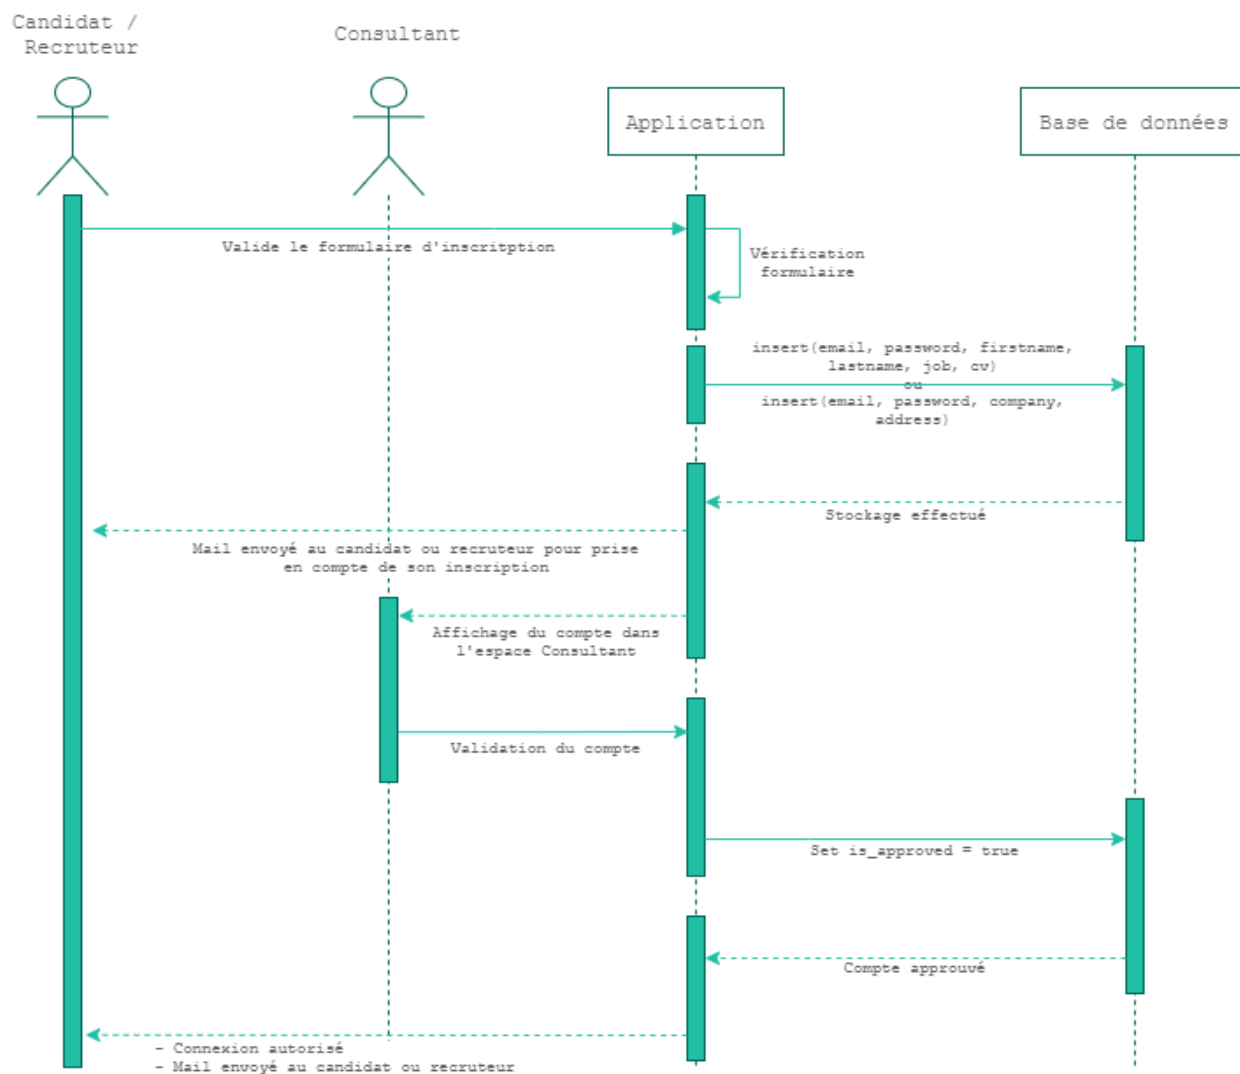 Candidat /
Recruteur
Consultant
Application
Base de données
Valide le formulaire d'inscritption
Vérification
formulaire
insert(email, password, firstname,
lastname, job, cv)
ou
insert(email, password, company,
address)
Stockage effectué
Mail envoyé au candidat ou recruteur pour prise
en compte de son inscription
Affichage du compte dans
l'espace Consultant
Validation du compte
Set is_approved = true
Compte approuvé
- Connexion autorisé
- Mail envoyé au candidat ou recruteur